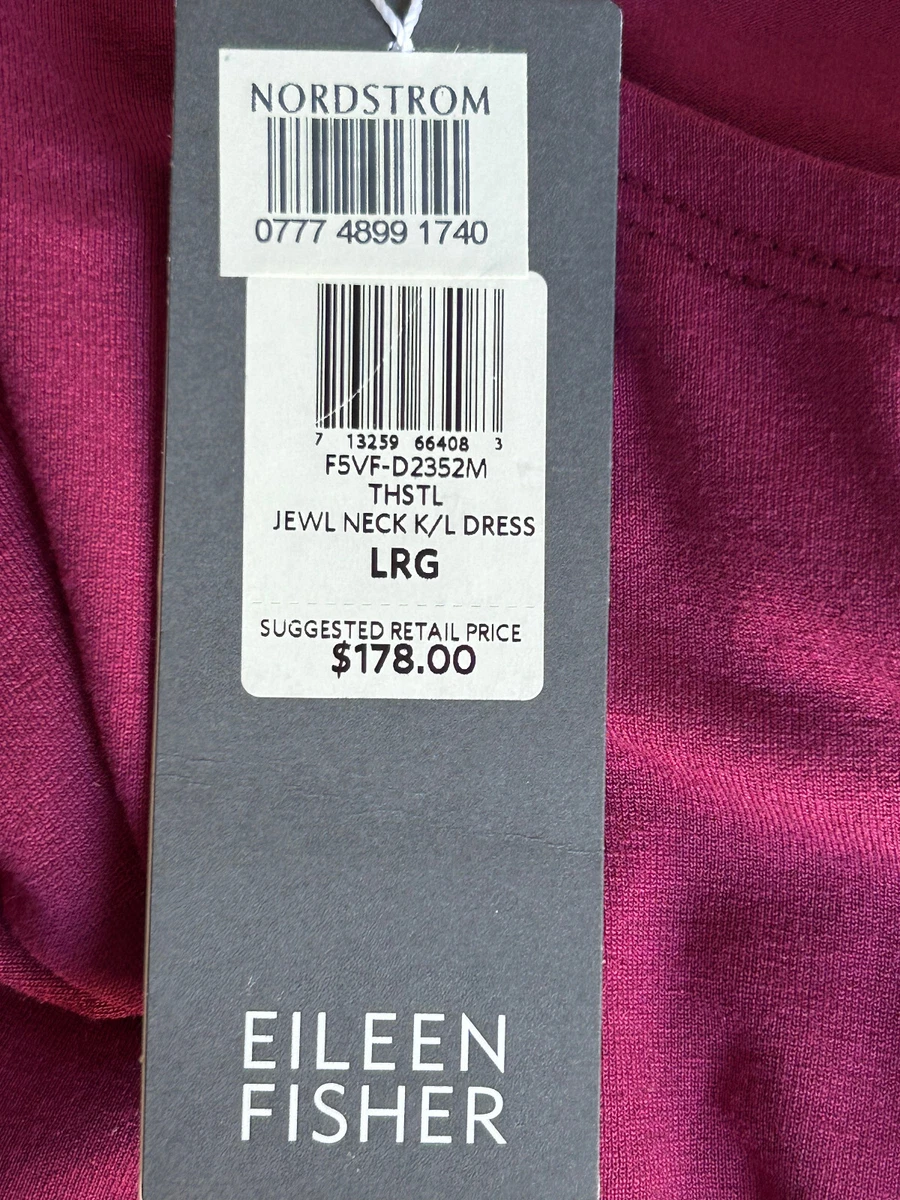 NORDSTROM
0777 4899 1740
7 13259 66408 3
F5VF-D2352M
THSTL
JEWL NECK K/L DRESS
LRG
SUGGESTED RETAIL PRICE
$178.00
EILEEN
FISHER